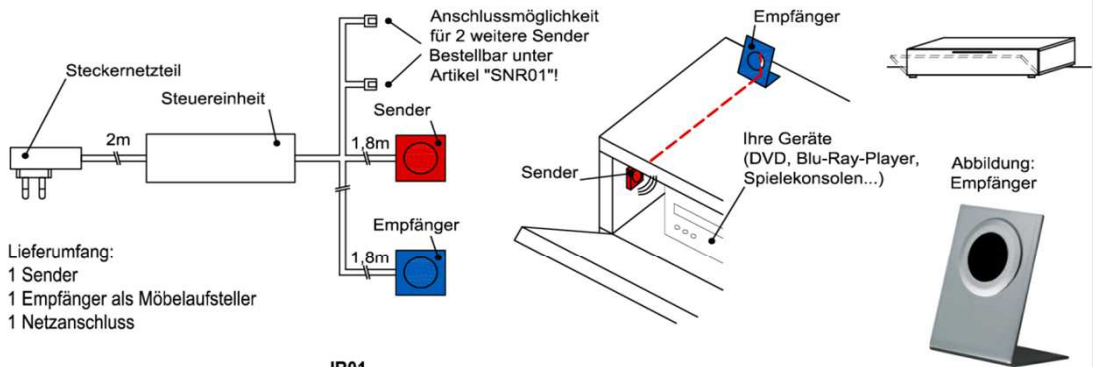 Anschlussmöglichkeit
für 2 weitere Sender
Bestellbar unter
Artikel "SNR01"!
Steckernetzteil
Steuereinheit
2m
Sender
1,8m
Empfänger
1,8m
Lieferumfang:
1 Sender
1 Empfänger als Möbelaufsteller
1 Netzanschluss
Empfänger
Sender
Ihre Geräte
(DVD, Blu-Ray-Player,
Spielekonsolen...)
Abbildung:
Empfänger